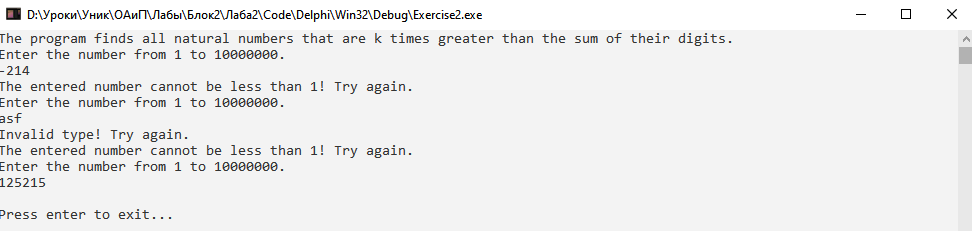 D:\Уроки\Уник\ОАиП\Лабы\Блок2\Лаба2\Code\Delphi\Win32\Debug\Exercise2.exe
The program finds all natural numbers that are k times greater than the sum of their digits.
Enter the number from 1 to 10000000.
-214
The entered number cannot be less than 1! Try again.
Enter the number from 1 to 10000000.
asf
Invalid type! Try again.
The entered number cannot be less than 1! Try again.
Enter the number from 1 to 10000000.
125215
Press enter to exit...